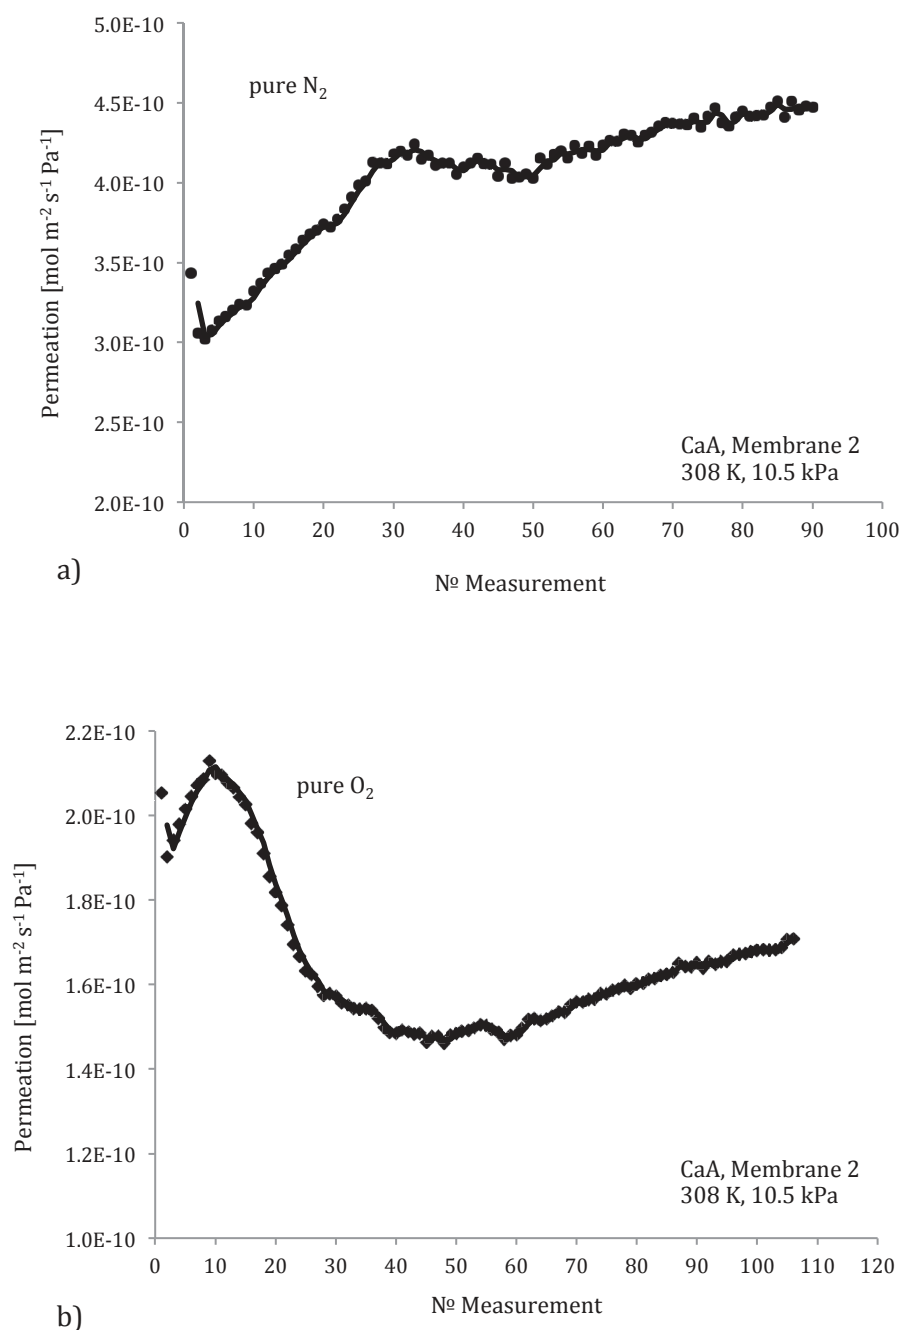 5.0E-10
4.5E-10
4.0E-10
3.5E-10
3.0E-10
2.5E-10
2.0E-10
Permeation [mol m-2 s-1 Pa-1]
pure N2
CaA, Membrane 2
308 K, 10.5 kPa
0 10 20 30 40 50 60 70 80 90 100
Nº Measurement
a)
2.2E-10
2.0E-10
1.8E-10
1.6E-10
1.4E-10
1.2E-10
1.0E-10
Permeation [mol m-2 s-1 Pa-1]
pure O2
CaA, Membrane 2
308 K, 10.5 kPa
0 10 20 30 40 50 60 70 80 90 100 110 120
Nº Measurement
b)